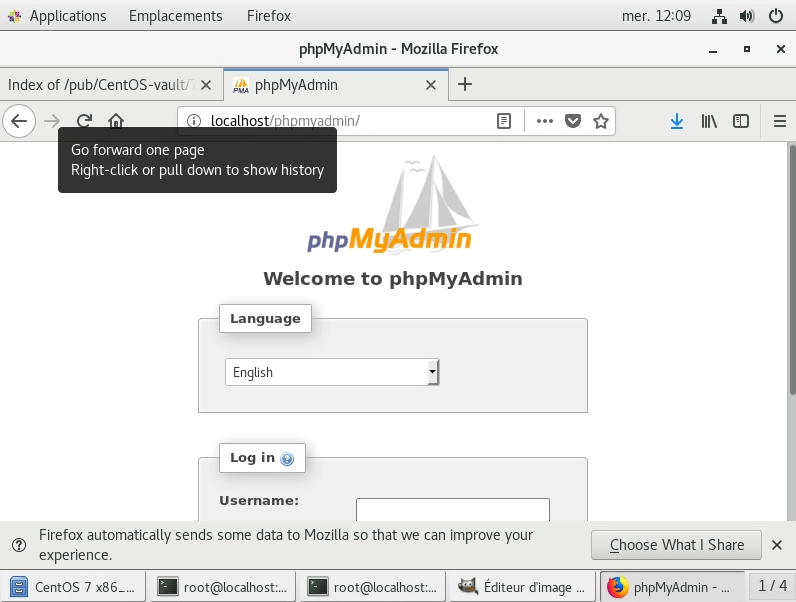 Applications Emplacements Firefox mer. 12:09
phpMyAdmin - Mozilla Firefox
Index of /pub/CentOS-vault/ phpMyAdmin
PMA
localhost/phpmyadmin/
Go forward one page
Right-click or pull down to show history
phpMyAdmin
Welcome to phpMyAdmin
Language
English
Log in
Username:
Firefox automatically sends some data to Mozilla so that we can improve your
experience.
Choose What I Share
CentOS 7 x86_... root@localhost:... root@localhost:... Éditeur d'image ... phpMyAdmin - ... 1 / 4